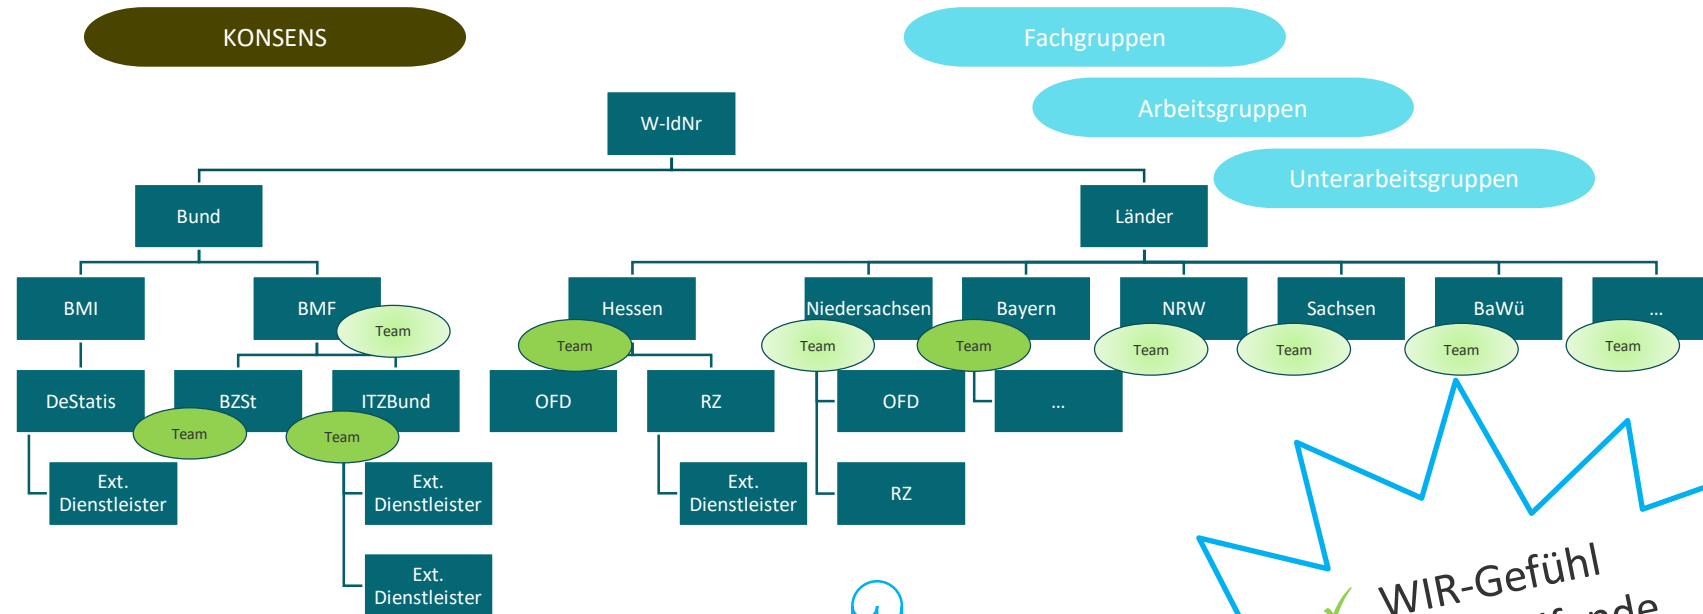 KONSENS
Fachgruppen
Arbeitsgruppen
W-IdNr
Unterarbeitsgruppen
Bund
Länder
BMI
BMF
Hessen
Niedersachsen
Bayern
NRW
Sachsen
BaWü
...
Team
Team
Team
Team
Team
Team
Team
Team
DeStatis
BZSt
ITZBund
OFD
RZ
OFD
...
Team
Team
Ext.
Dienstleister
Ext.
Dienstleister
Ext.
Dienstleister
RZ
Ext.
Dienstleister
✓ WIR-Gefühl